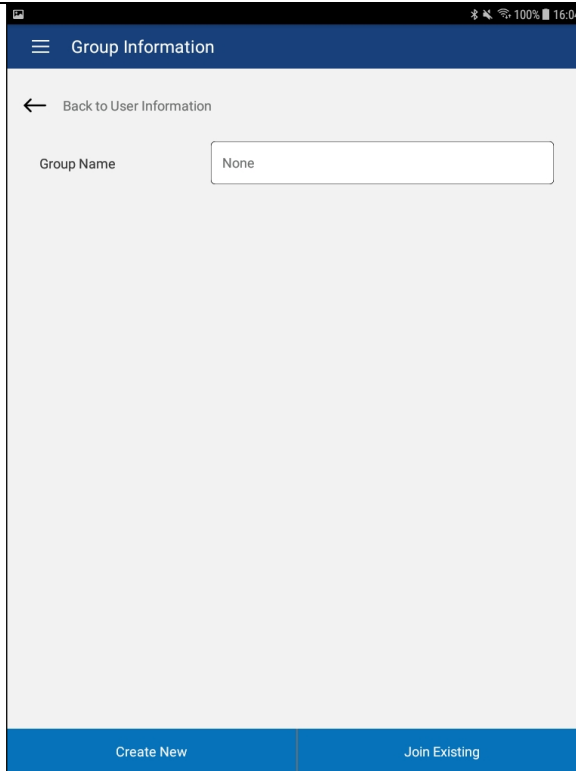 100% 16:04
Group Information
Back to User Information
Group Name
None
Create New
Join Existing